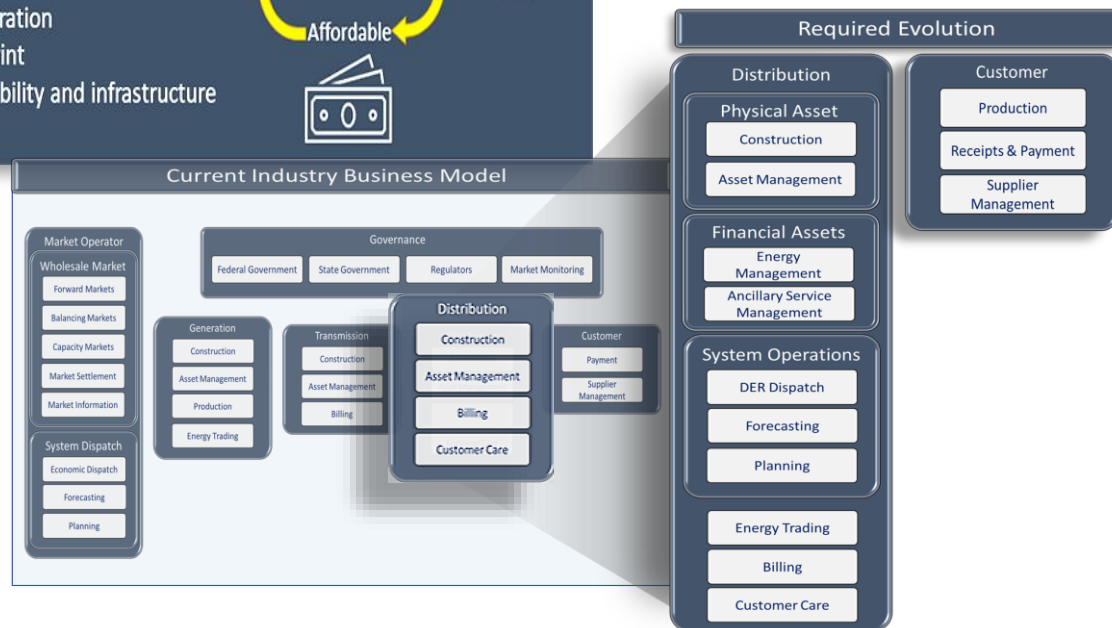 Affordable
bility and infrastructure
Current Industry Business Model
Market Operator
Wholesale Market
Forward Markets
Balancing Markets
Capacity Markets
Market Settlement
Market Information
System Dispatch
Economic Dispatch
Forecasting
Planning
Governance
Federal Government
State Government
Regulators
Market Monitoring
Generation
Construction
Asset Management
Production
Energy Trading
Transmission
Construction
Asset Management
Billing
Distribution
Construction
Asset Management
Billing
Customer Care
Customer
Payment
Supplier
Management
Required Evolution
Distribution
Physical Asset
Construction
Asset Management
Financial Assets
Energy
Management
Ancillary Service
Management
System Operations
DER Dispatch
Forecasting
Planning
Energy Trading
Billing
Customer Care
Customer
Production
Receipts & Payment
Supplier
Management